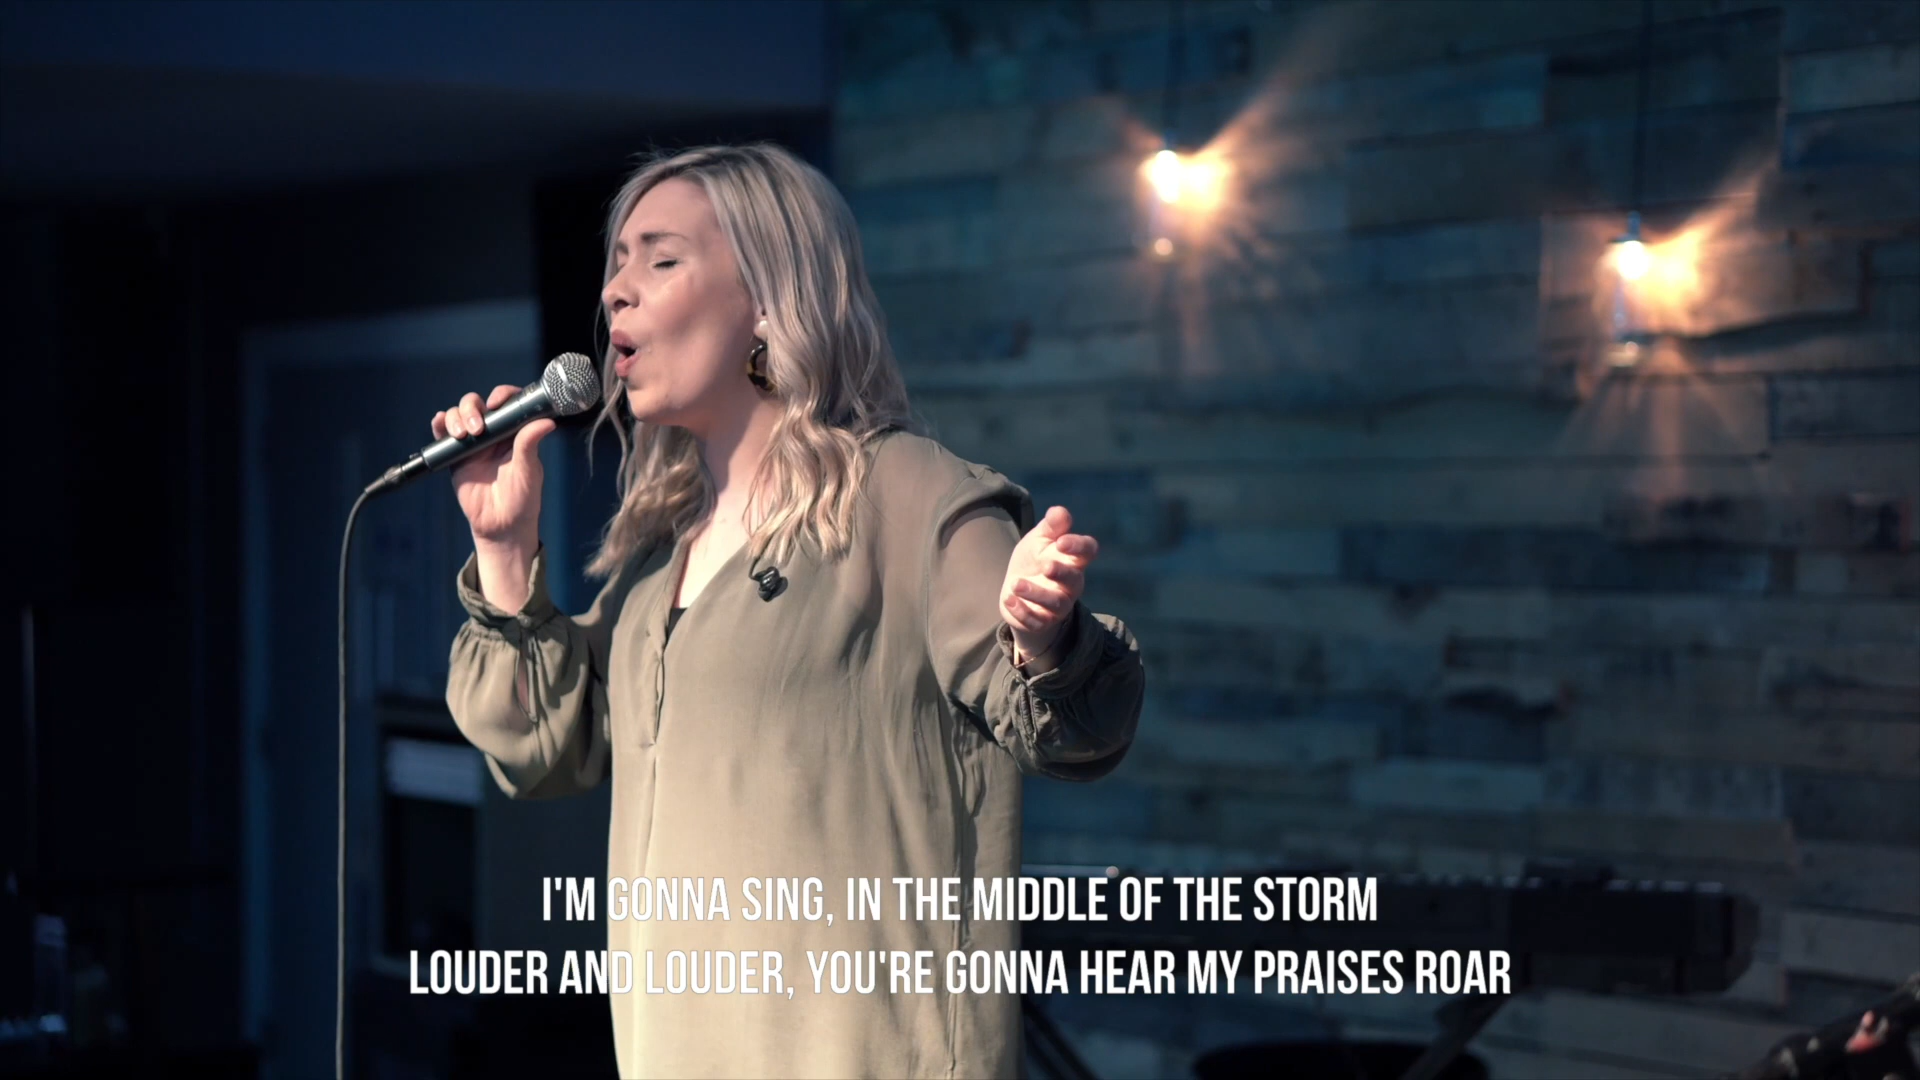 I'M GONNA SING, IN THE MIDDLE OF THE STORM
LOUDER AND LOUDER, YOU'RE GONNA HEAR MY PRAISES ROAR